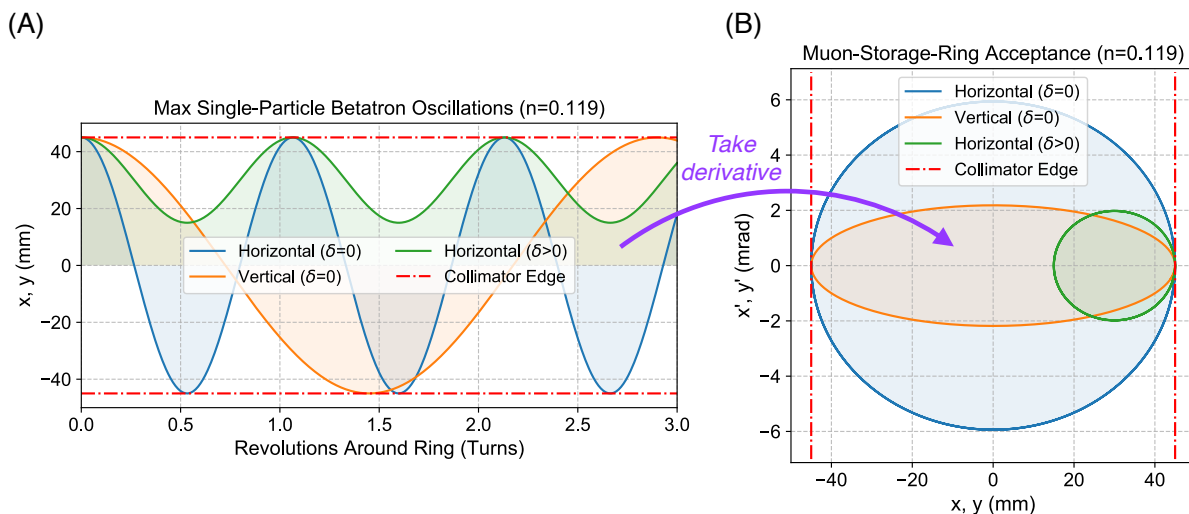 (A)
Max Single-Particle Betatron Oscillations (n=0.119)
x, y (mm)
40
20
0
−20
−40
Horizontal (δ=0)
Vertical (δ=0)
Horizontal (δ>0)
Collimator Edge
0.0
0.5
1.0
1.5
2.0
2.5
3.0
Revolutions Around Ring (Turns)
Take
derivative
(B)
Muon-Storage-Ring Acceptance (n=0.119)
x', y' (mrad)
6
4
2
0
−2
−4
−6
Horizontal (δ=0)
Vertical (δ=0)
Horizontal (δ>0)
Collimator Edge
−40
−20
0
20
40
x, y (mm)